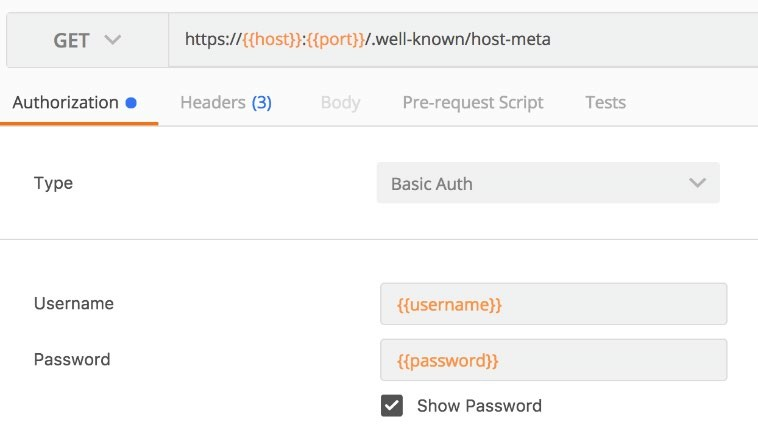 GET https://{{host}}:{{port}}/.well-known/host-meta
Authorization Headers (3) Body Pre-request Script Tests
Type Basic Auth
Username {{username}}
Password {{password}}
Show Password